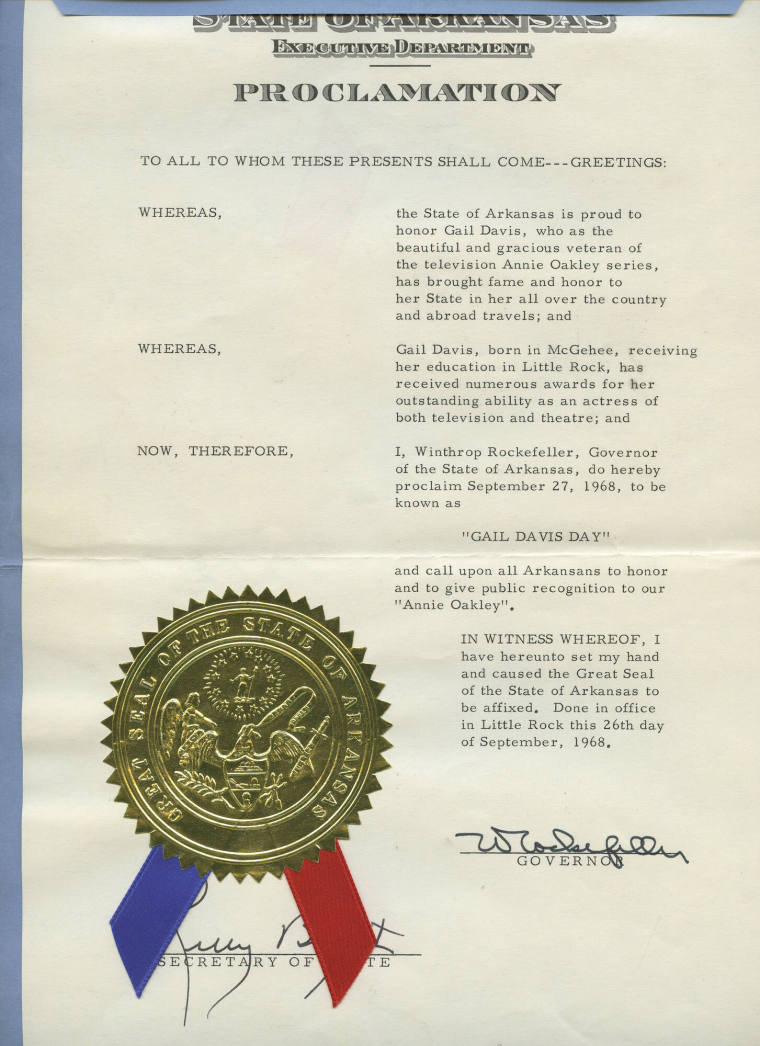 STATE OF ARKANSAS
EXECUTIVE DEPARTMENT
PROCLAMATION
TO ALL TO WHOM THESE PRESENTS SHALL COME---GREETINGS:
WHEREAS, the State of Arkansas is proud to
honor Gail Davis, who as the
beautiful and gracious veteran of
the television Annie Oakley series,
has brought fame and honor to
her State in her all over the country
and abroad travels; and
WHEREAS, Gail Davis, born in McGehee, receiving
her education in Little Rock, has
received numerous awards for her
outstanding ability as an actress of
both television and theatre; and
NOW, THEREFORE, I, Winthrop Rockefeller, Governor
of the State of Arkansas, do hereby
proclaim September 27, 1968, to be
known as
"GAIL DAVIS DAY"
and call upon all Arkansans to honor
and to give public recognition to our
"Annie Oakley".
IN WITNESS WHEREOF, I
have hereunto set my hand
and caused the Great Seal
of the State of Arkansas to
be affixed. Done in office
in Little Rock this 26th day
of September, 1968.
GREAT SEAL OF THE STATE OF ARKANSAS
W Rockefeller
GOVERNOR
SECRETARY OF TE